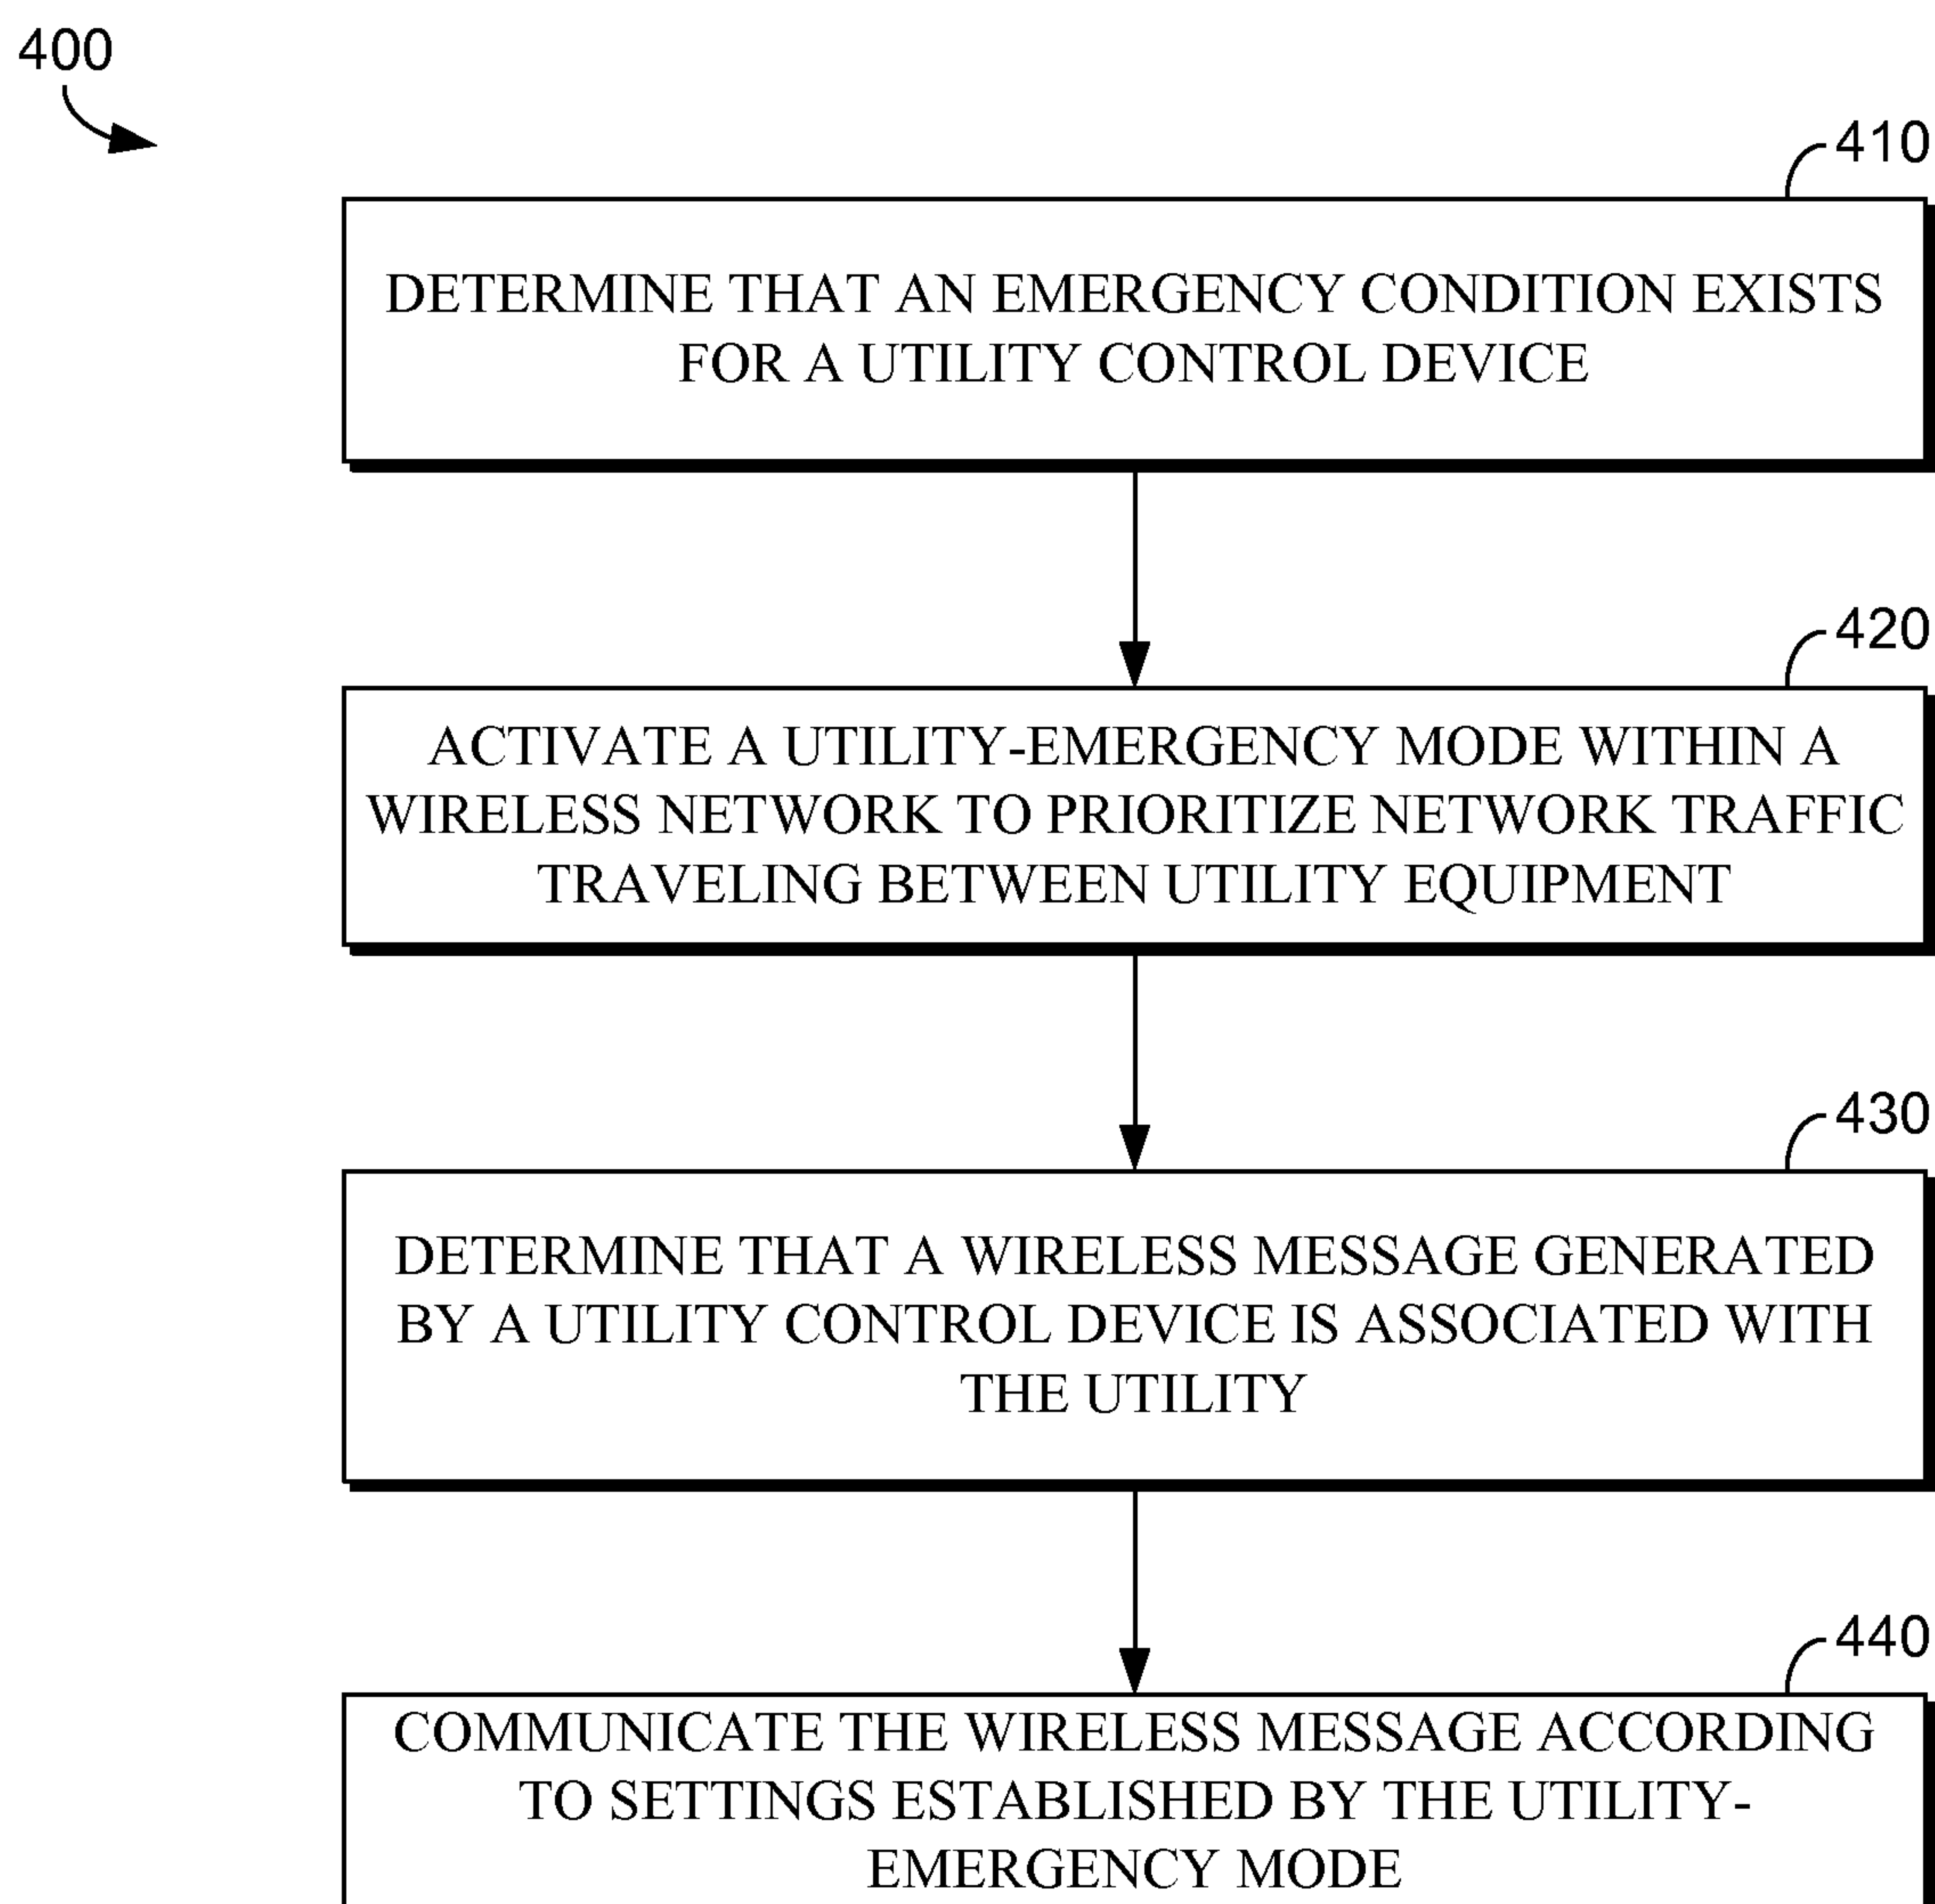 400
410
DETERMINE THAT AN EMERGENCY CONDITION EXISTS
FOR A UTILITY CONTROL DEVICE
420
ACTIVATE A UTILITY-EMERGENCY MODE WITHIN A
WIRELESS NETWORK TO PRIORITIZE NETWORK TRAFFIC
TRAVELING BETWEEN UTILITY EQUIPMENT
430
DETERMINE THAT A WIRELESS MESSAGE GENERATED
BY A UTILITY CONTROL DEVICE IS ASSOCIATED WITH
THE UTILITY
440
COMMUNICATE THE WIRELESS MESSAGE ACCORDING
TO SETTINGS ESTABLISHED BY THE UTILITY-
EMERGENCY MODE